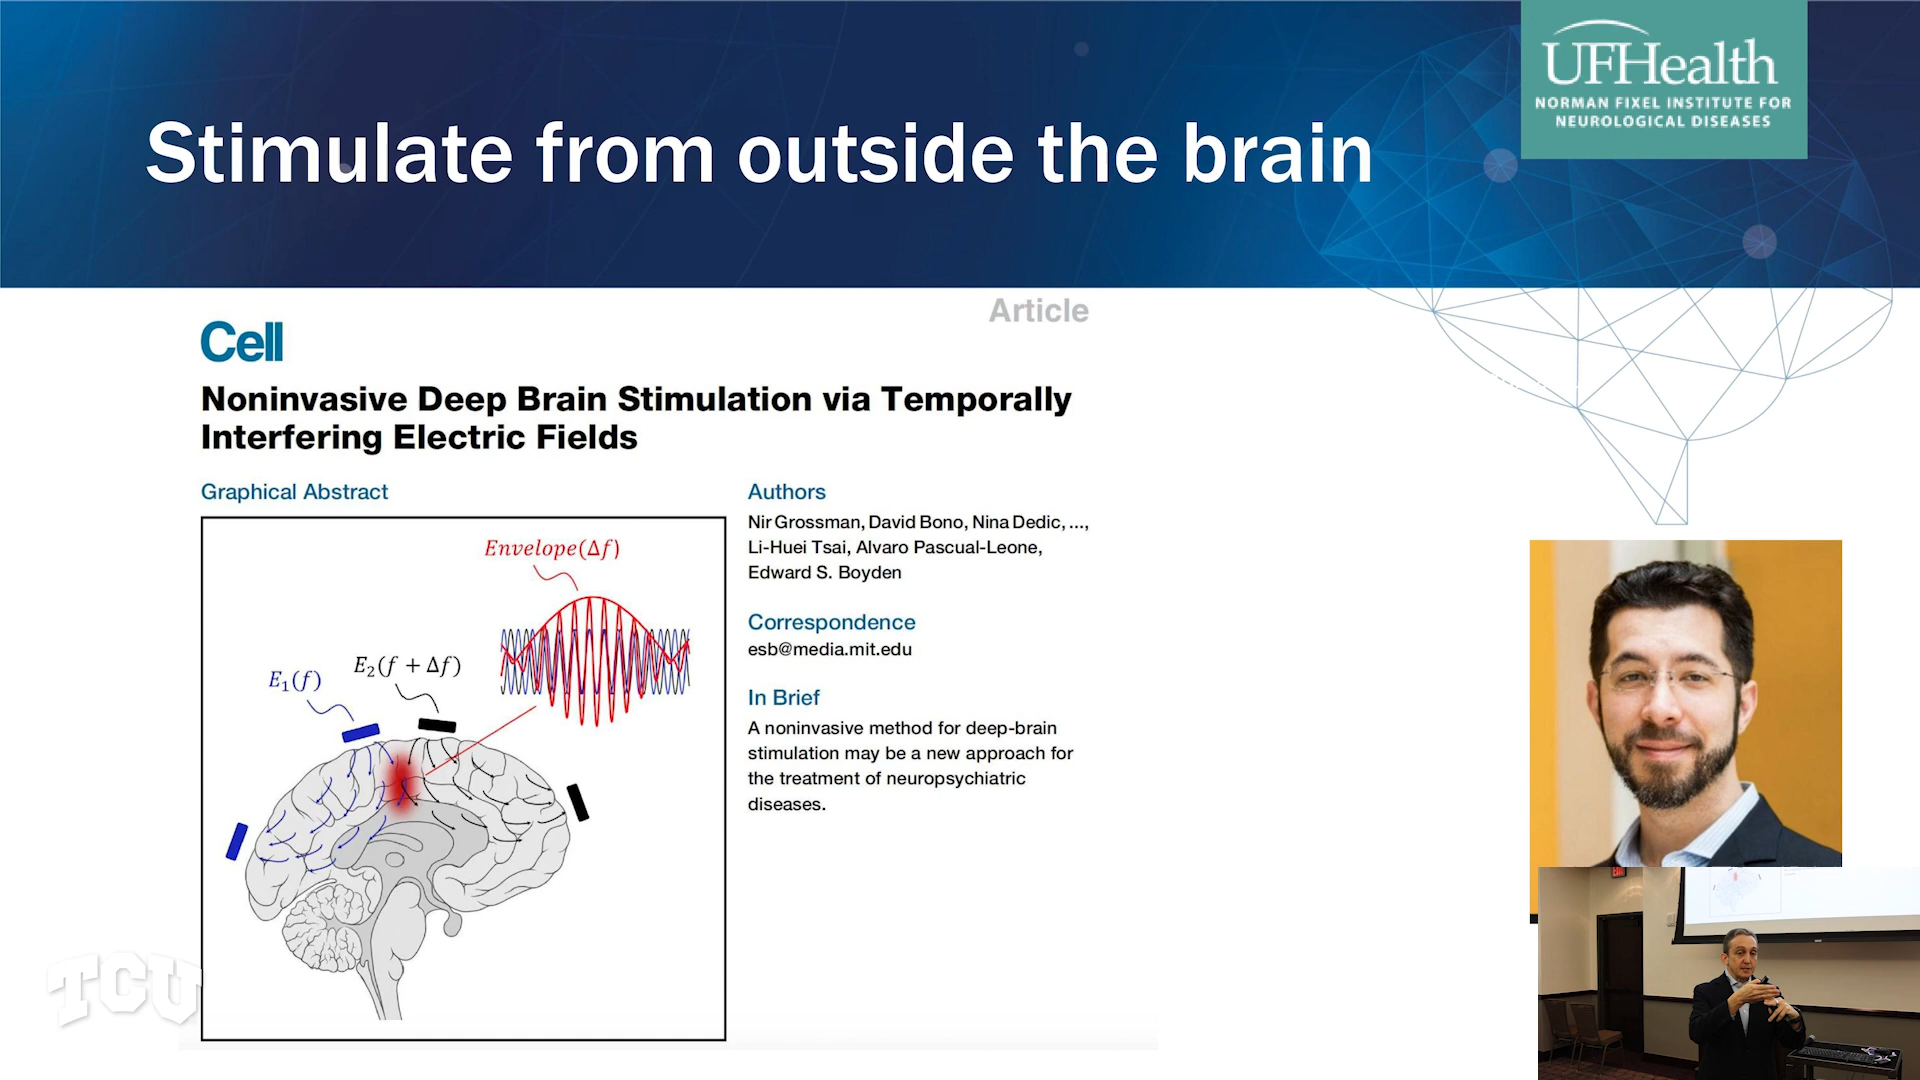 Stimulate from outside the brain
UFHealth
NORMAN FIXEL INSTITUTE FOR
NEUROLOGICAL DISEASES
Article
Cell
Noninvasive Deep Brain Stimulation via Temporally
Interfering Electric Fields
Graphical Abstract
Envelope(Δf)
E₁(f)
E₂(f + Δf)
Authors
Nir Grossman, David Bono, Nina Dedic, ...,
Li-Huei Tsai, Alvaro Pascual-Leone,
Edward S. Boyden
Correspondence
esb@media.mit.edu
In Brief
A noninvasive method for deep-brain
stimulation may be a new approach for
the treatment of neuropsychiatric
diseases.
TCU